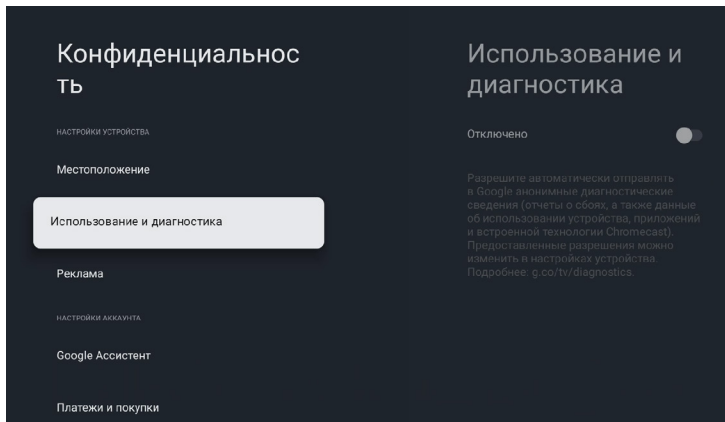 Конфиденциальнос
ть
НАСТРОЙКИ УСТРОЙСТВА
Местоположение
Использование и диагностика
Реклама
НАСТРОЙКИ АККАУНТА
Google Ассистент
Платежи и покупки
Использование и
диагностика
Отключено
Разрешите автоматически отправлять
в Google анонимные диагностические
сведения (отчеты о сбоях, а также данные
об использовании устройства, приложений
и встроенной технологии Chromecast).
Предоставленные разрешения можно
изменить в настройках устройства.
Подробнее: g.co/tv/diagnostics.